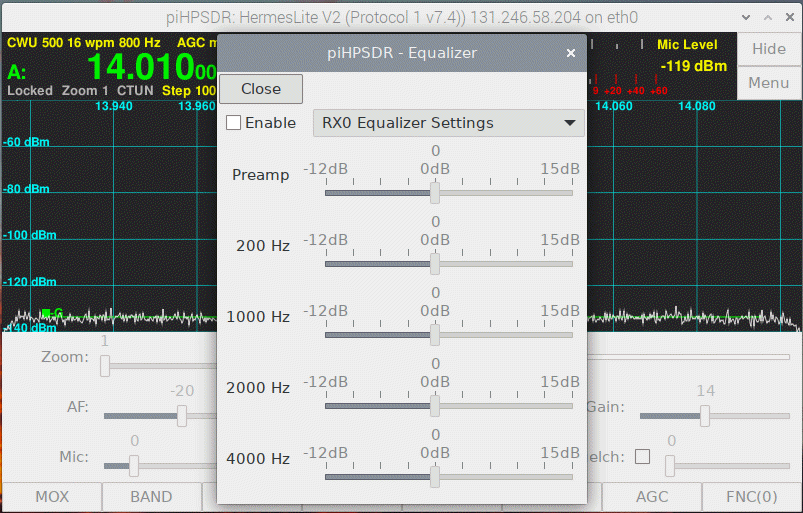 piHPSDR: HermesLite V2 (Protocol 1 v7.4)) 131.246.58.204 on eth0
CWU 500 16 wpm 800 Hz AGC m
Mic Level
Hide
A: 14.01000
-119 dBm
9 +20 +40 +60
Menu
Locked Zoom 1 CTUN Step 100
13.940 13.960 14.060 14.080
-60 dBm
-80 dBm
-100 dBm
-120 dBm
-G
-140 dBm
piHPSDR - Equalizer
Close
Enable RX0 Equalizer Settings
0
-12dB 0dB 15dB
Preamp
0
-12dB 0dB 15dB
200 Hz
0
-12dB 0dB 15dB
1000 Hz
0
-12dB 0dB 15dB
2000 Hz
0
-12dB 0dB 15dB
4000 Hz
1
Zoom:
-20 14
AF: Gain:
0 0
Mic: elch:
MOX BAND AGC FNC(0)